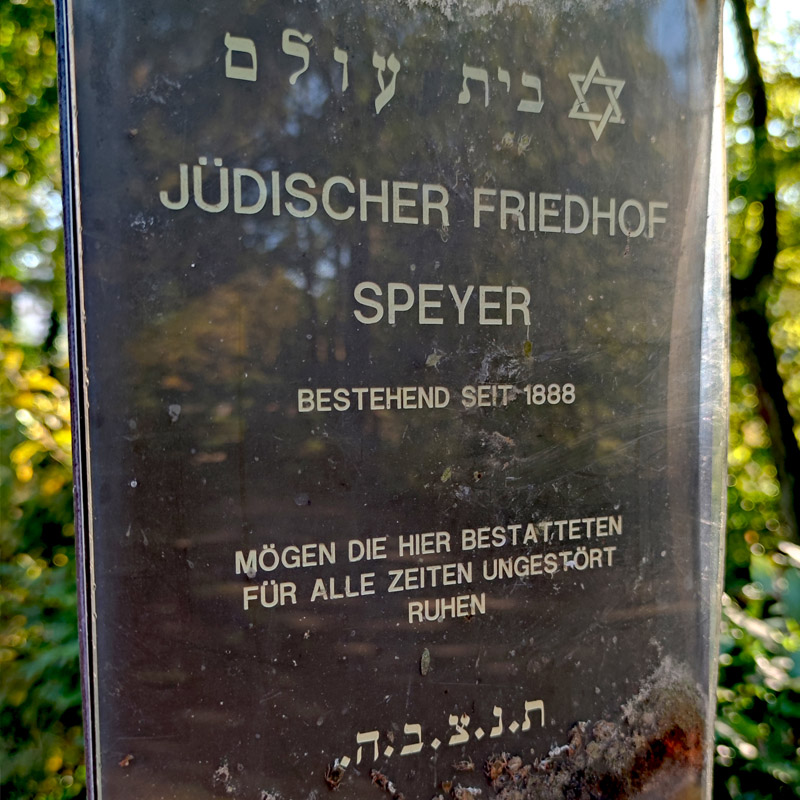 בית עולם
JÜDISCHER FRIEDHOF
SPEYER
BESTEHEND SEIT 1888
MÖGEN DIE HIER BESTATTETEN
FÜR ALLE ZEITEN UNGESTÖRT
RUHEN
ת.נ.צ.ב.ה.